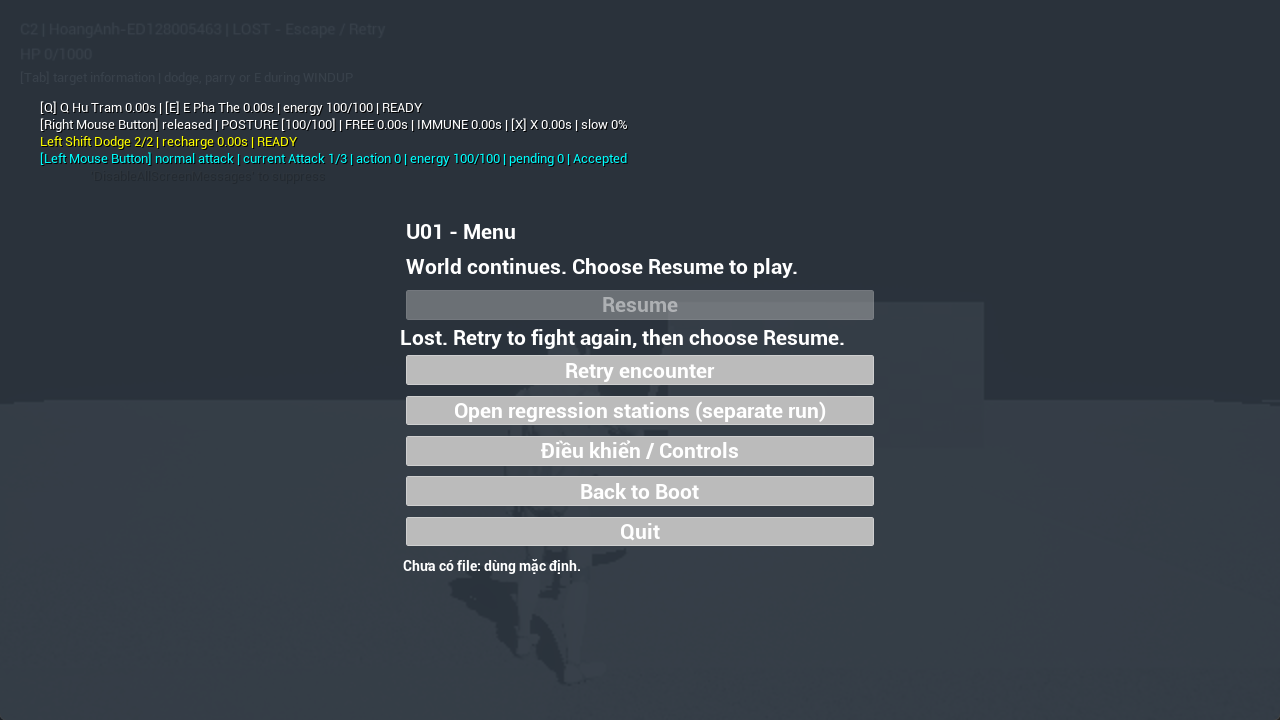 C2 | HoangAnh-ED128005463 | LOST - Escape / Retry
HP 0/1000
[Tab] target information | dodge, parry or E during WINDUP
[Q] Q Hu Tram 0.00s | [E] E Pha The 0.00s | energy 100/100 | READY
[Right Mouse Button] released | POSTURE [100/100] | FREE 0.00s | IMMUNE 0.00s | [X] X 0.00s | slow 0%
Left Shift Dodge 2/2 | recharge 0.00s | READY
[Left Mouse Button] normal attack | current Attack 1/3 | action 0 | energy 100/100 | pending 0 | Accepted
'DisableAllScreenMessages' to suppress
U01 - Menu
World continues. Choose Resume to play.
Resume
Lost. Retry to fight again, then choose Resume.
Retry encounter
Open regression stations (separate run)
Điều khiển / Controls
Back to Boot
Quit
Chưa có file: dùng mặc định.